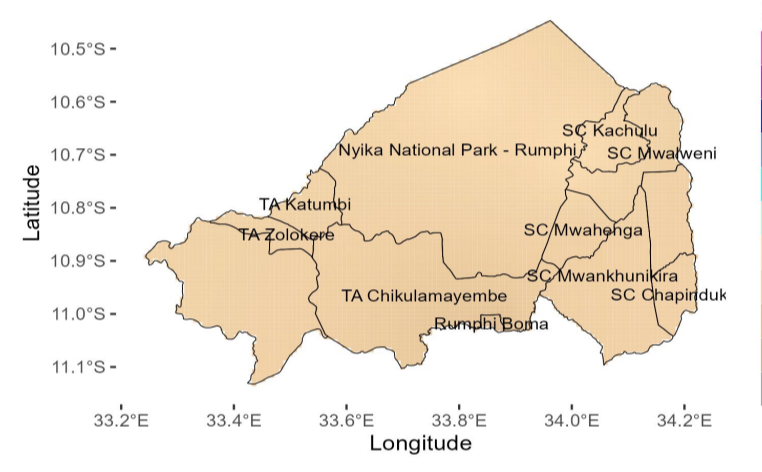 10.5°S
10.6°S
10.7°S
10.8°S
10.9°S
11.0°S
11.1°S
Latitude
SC Kachulu
Nyika National Park - Rumphi
SC Mwalweni
TA Katumbi
TA Zolokere
SC Mwahenga
SC Mwankhunikira
TA Chikulamayembe
SC Chapinduk
Rumphi Boma
33.2°E 33.4°E 33.6°E 33.8°E 34.0°E 34.2°E
Longitude